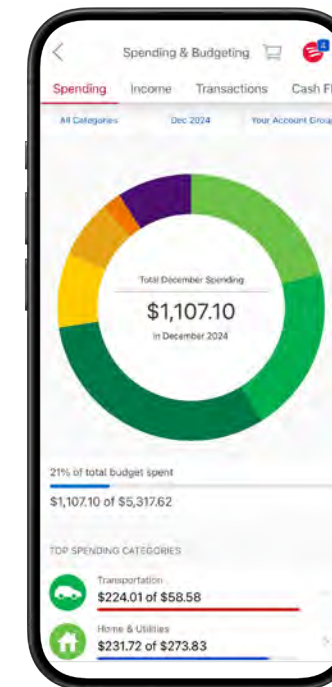 Spending & Budgeting
4
Spending Income Transactions Cash Fl
All Categories Dec 2024 Your Account Group
Total December Spending
$1,107.10
in December 2024
21% of total budget spent
$1,107.10 of $5,317.62
TOP SPENDING CATEGORIES
Transportation
$224.01 of $58.58
Home & Utilities
$231.72 of $273.83